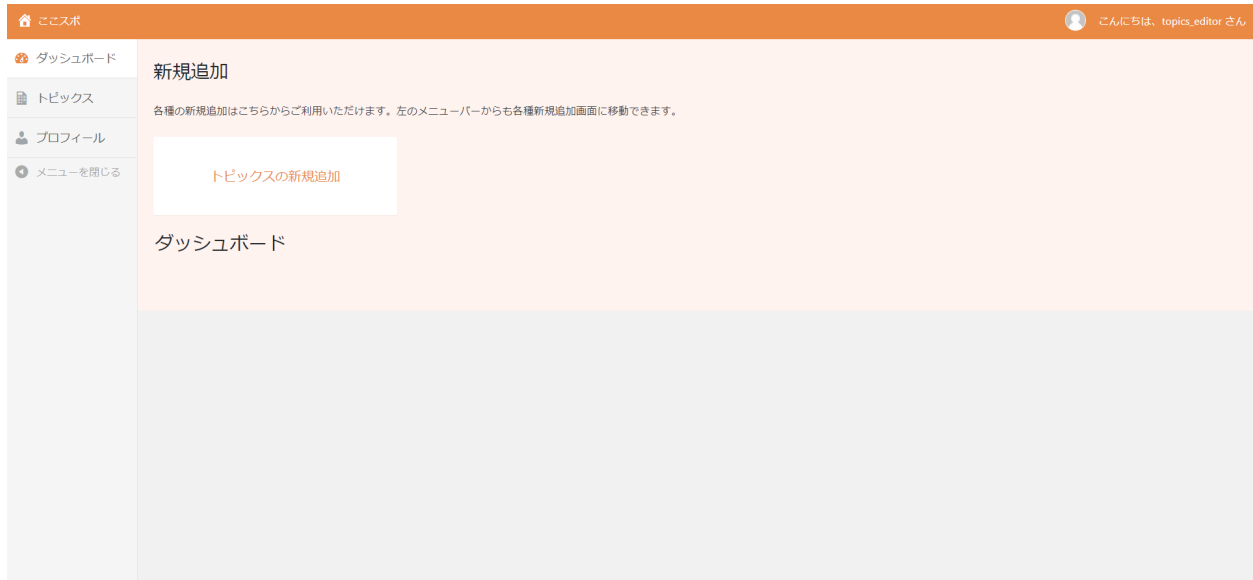 ここスポ
こんにちは、topics_editor さん
ダッシュボード
トピックス
プロフィール
メニューを閉じる
新規追加
各種の新規追加はこちらからご利用いただけます。左のメニューバーからも各種新規追加画面に移動できます。
トピックスの新規追加
ダッシュボード